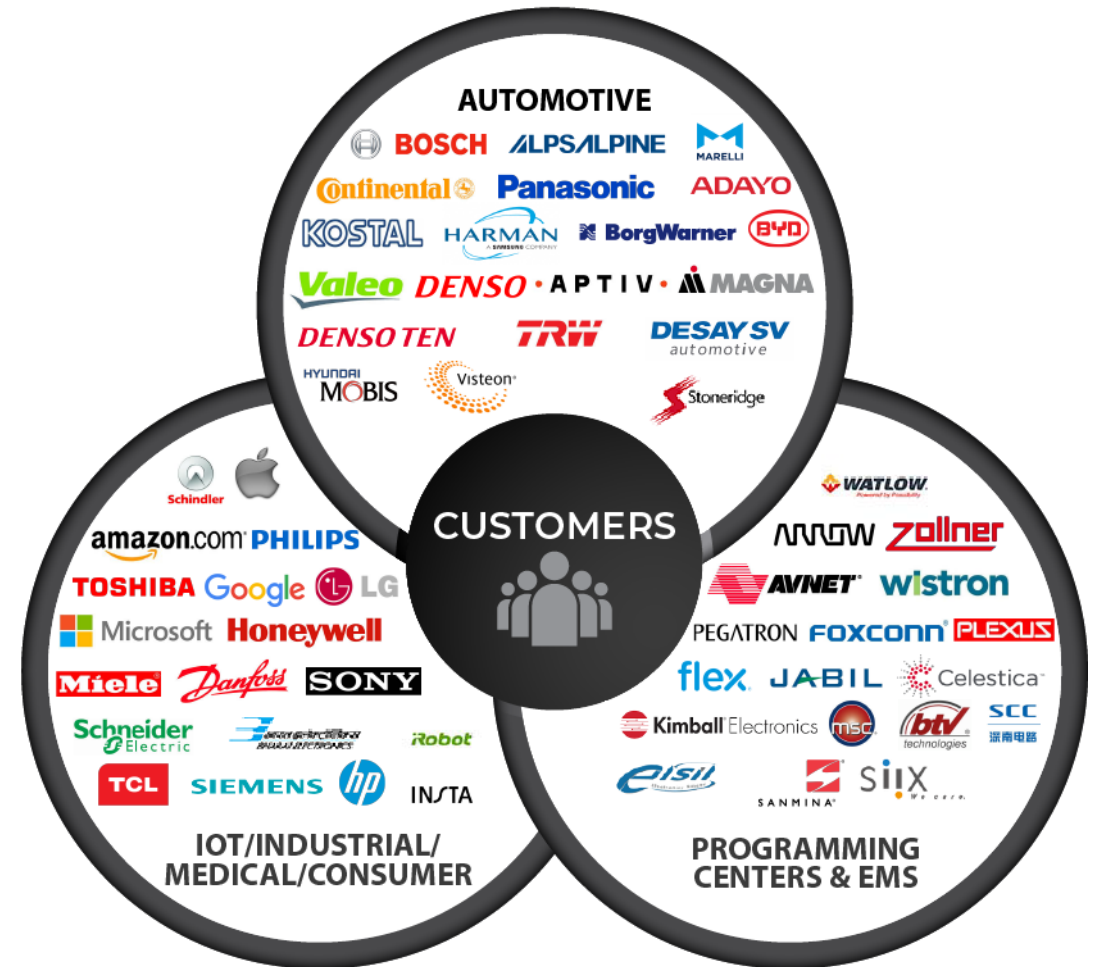 AUTOMOTIVE
BOSCH ALPSALPINE MARELLI
Continental Panasonic ADAYO
KOSTAL HARMAN A SAMSUNG COMPANY BorgWarner BYD
Valeo DENSO · APTIV · MAGNA
DENSO TEN TRW DESAY SV automotive
HYUNDAI MOBIS Visteon Stoneridge
CUSTOMERS
Schindler
amazon.com PHILIPS
TOSHIBA Google LG LG
Microsoft Honeywell
Miele Danfoss SONY
Schneider Electric BHARAT ELECTRONICS iRobot
TCL SIEMENS hp INSTA
IOT/INDUSTRIAL/
MEDICAL/CONSUMER
WATLOW Powered by Possibility
ARROW zollner
AVNET wistron
PEGATRON FOXCONN PLEXUS
flex JABIL Celestica
Kimball Electronics msc btv technologies SCC 深南电路
eisil SANMINA SiiX We care.
PROGRAMMING
CENTERS & EMS